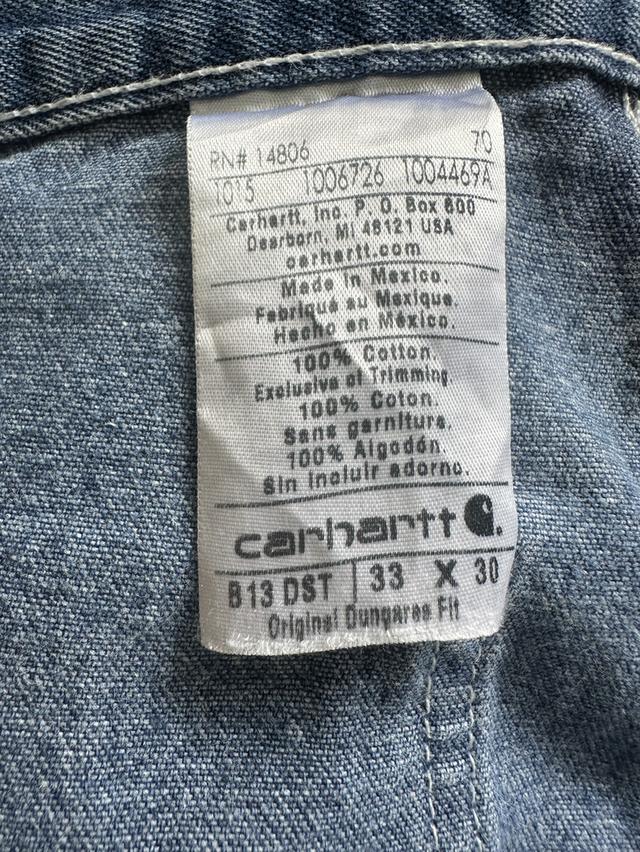 RN# 14806 70
10'5 1006726 1004469A
Carhartt, Inc. P. O. Box 600
Dearborn, MI 48121 USA
carhartt.com
Made in Mexico.
Fabriqué au Mexique.
Hecho en México.
100% Cotton.
Exclusive of Trimming.
100% Coton.
Sans garniture.
100% Algodón.
Sin incluir adorno.
carhartt
B13 DST | 33 X 30
Original Dungaree Fit